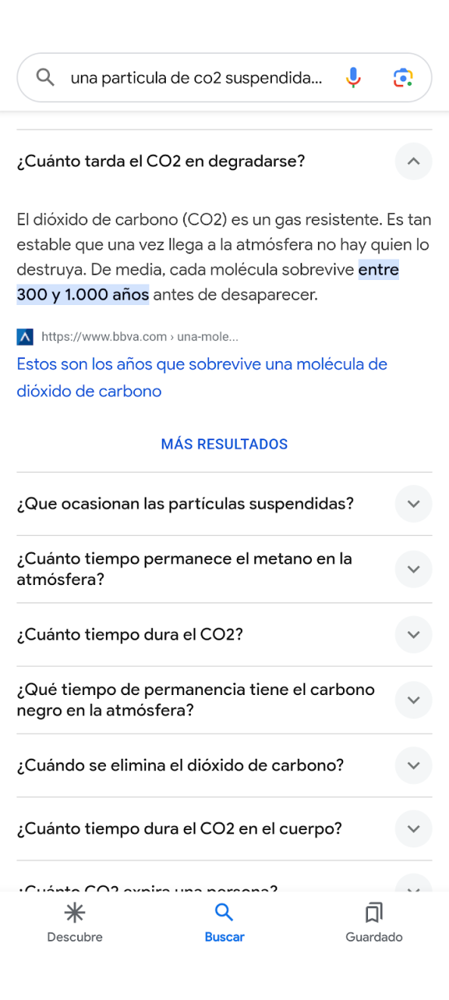 una particula de co2 suspendida...
¿Cuánto tarda el CO2 en degradarse?
El dióxido de carbono (CO2) es un gas resistente. Es tan
estable que una vez llega a la atmósfera no hay quien lo
destruya. De media, cada molécula sobrevive entre
300 y 1.000 años antes de desaparecer.
https://www.bbva.com › una-mole...
Estos son los años que sobrevive una molécula de
dióxido de carbono
MÁS RESULTADOS
¿Que ocasionan las partículas suspendidas?
¿Cuánto tiempo permanece el metano en la
atmósfera?
¿Cuánto tiempo dura el CO2?
¿Qué tiempo de permanencia tiene el carbono
negro en la atmósfera?
¿Cuándo se elimina el dióxido de carbono?
¿Cuánto tiempo dura el CO2 en el cuerpo?
¿Cuánto CO2 expira una persona?
Descubre
Buscar
Guardado